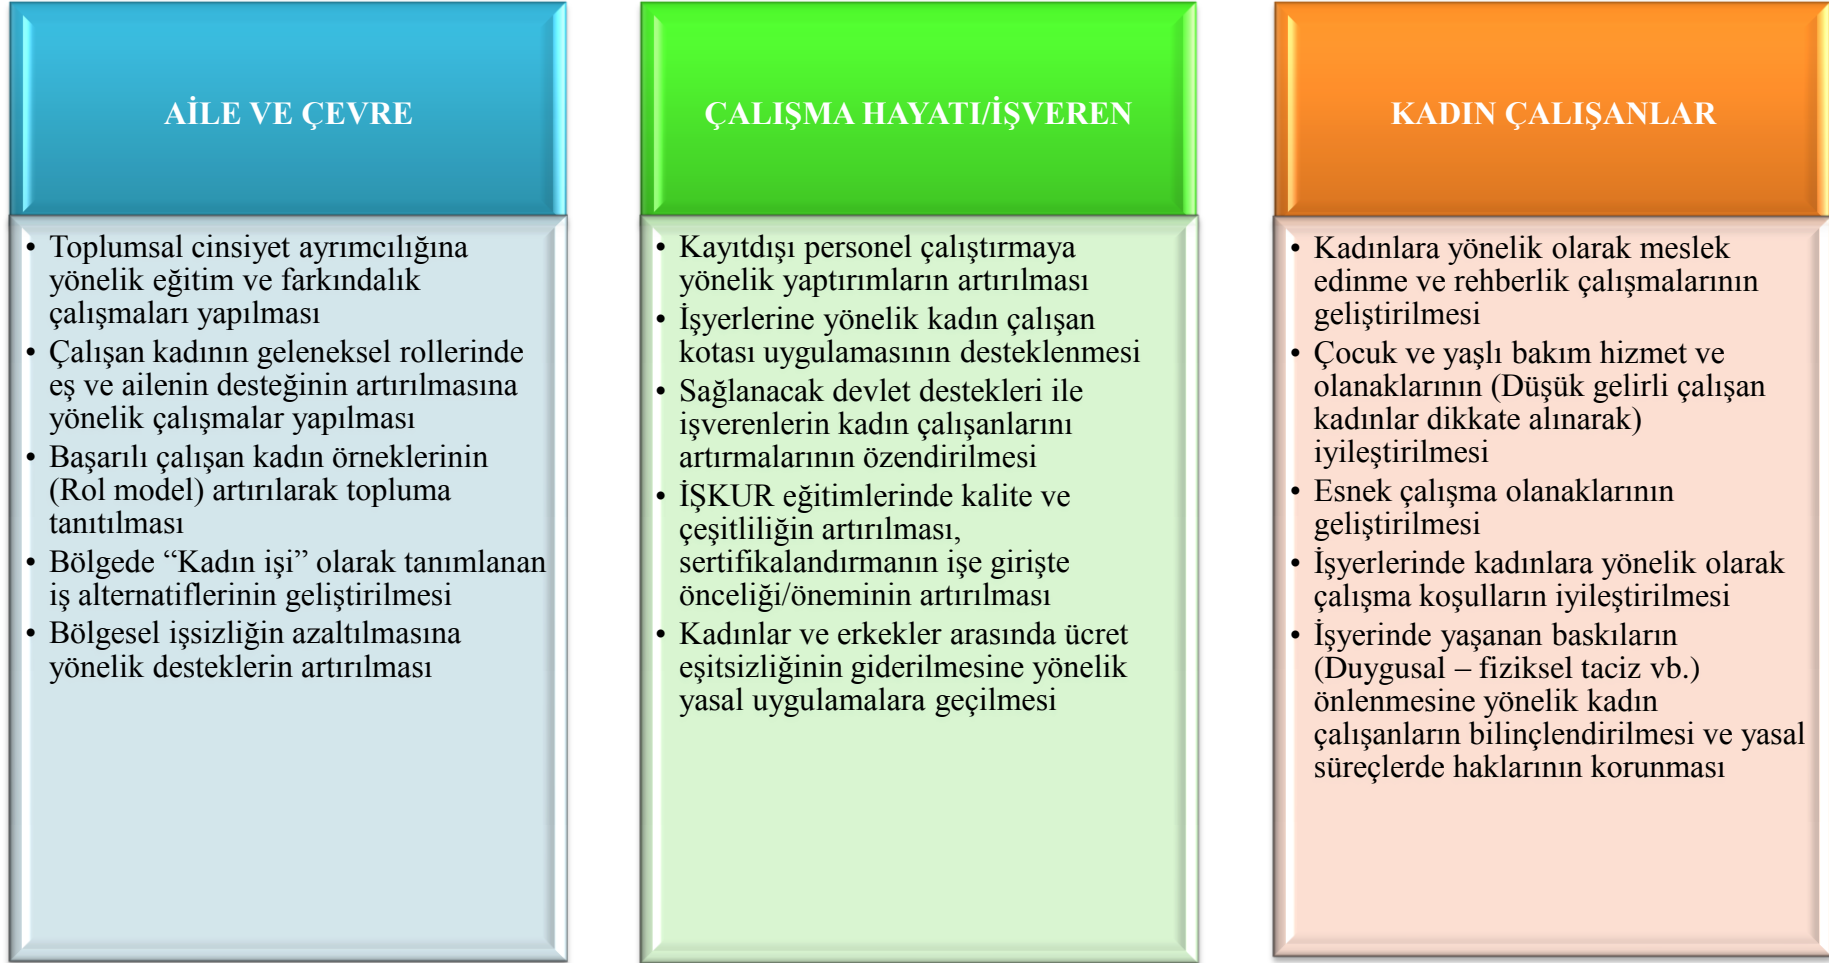 AİLE VE ÇEVRE
• Toplumsal cinsiyet ayrımcılığına
yönelik eğitim ve farkındalık
çalışmaları yapılması
• Çalışan kadının geleneksel rollerinde
eş ve ailenin desteğinin artırılmasına
yönelik çalışmalar yapılması
• Başarılı çalışan kadın örneklerinin
(Rol model) artırılarak topluma
tanıtılması
• Bölgede “Kadın işi” olarak tanımlanan
iş alternatiflerinin geliştirilmesi
• Bölgesel işsizliğin azaltılmasına
yönelik desteklerin artırılması
ÇALIŞMA HAYATI/İŞVEREN
• Kayıtdışı personel çalıştırmaya
yönelik yaptırımların artırılması
• İşyerlerine yönelik kadın çalışan
kotası uygulamasının desteklenmesi
• Sağlanacak devlet destekleri ile
işverenlerin kadın çalışanlarını
artırmalarının özendirilmesi
• İŞKUR eğitimlerinde kalite ve
çeşitliliğin artırılması,
sertifikalandırmanın işe girişte
önceliği/öneminin artırılması
• Kadınlar ve erkekler arasında ücret
eşitsizliğinin giderilmesine yönelik
yasal uygulamalara geçilmesi
KADIN ÇALIŞANLAR
• Kadınlara yönelik olarak meslek
edinme ve rehberlik çalışmalarının
geliştirilmesi
• Çocuk ve yaşlı bakım hizmet ve
olanaklarının (Düşük gelirli çalışan
kadınlar dikkate alınarak)
iyileştirilmesi
• Esnek çalışma olanaklarının
geliştirilmesi
• İşyerlerinde kadınlara yönelik olarak
çalışma koşulların iyileştirilmesi
• İşyerinde yaşanan baskıların
(Duygusal – fiziksel taciz vb.)
önlenmesine yönelik kadın
çalışanların bilinçlendirilmesi ve yasal
süreçlerde haklarının korunması